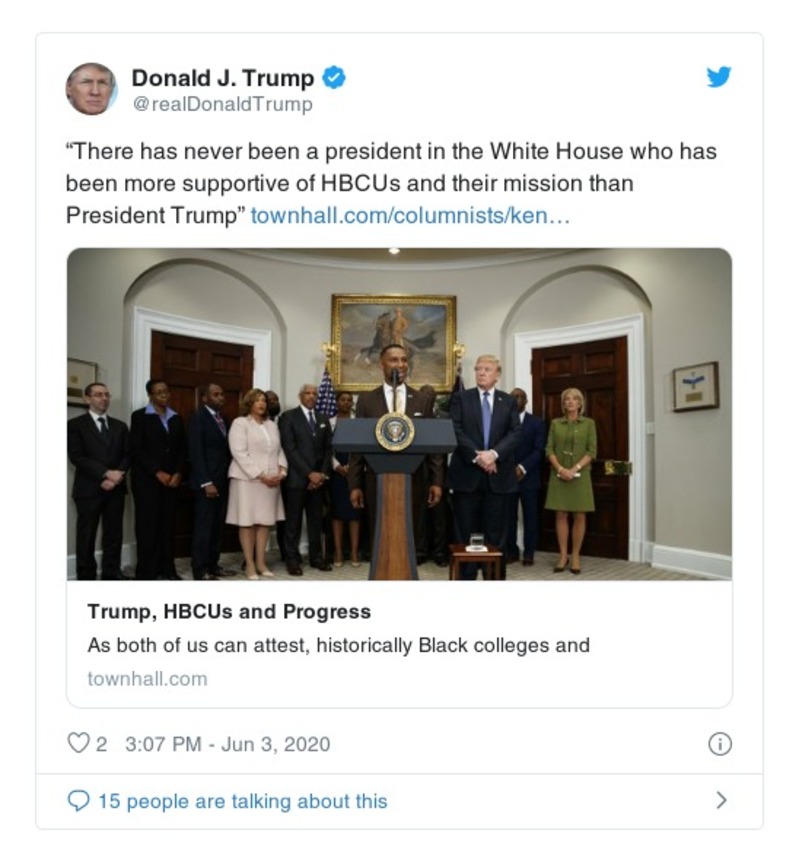 Donald J. Trump
@realDonaldTrump
“There has never been a president in the White House who has
been more supportive of HBCUs and their mission than
President Trump” townhall.com/columnists/ken…
Trump, HBCUs and Progress
As both of us can attest, historically Black colleges and
townhall.com
2 3:07 PM - Jun 3, 2020
15 people are talking about this